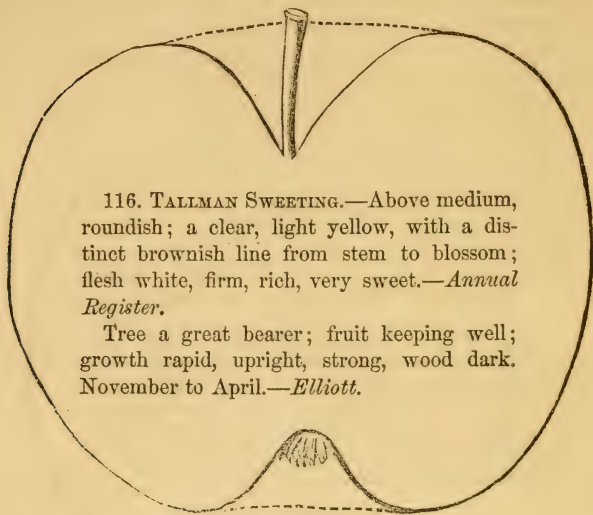 116. TALLMAN SWEETING.—Above medium,
roundish; a clear, light yellow, with a dis-
tinct brownish line from stem to blossom;
flesh white, firm, rich, very sweet.—Annual
Register.
Tree a great bearer; fruit keeping well;
growth rapid, upright, strong, wood dark.
November to April.—Elliott.